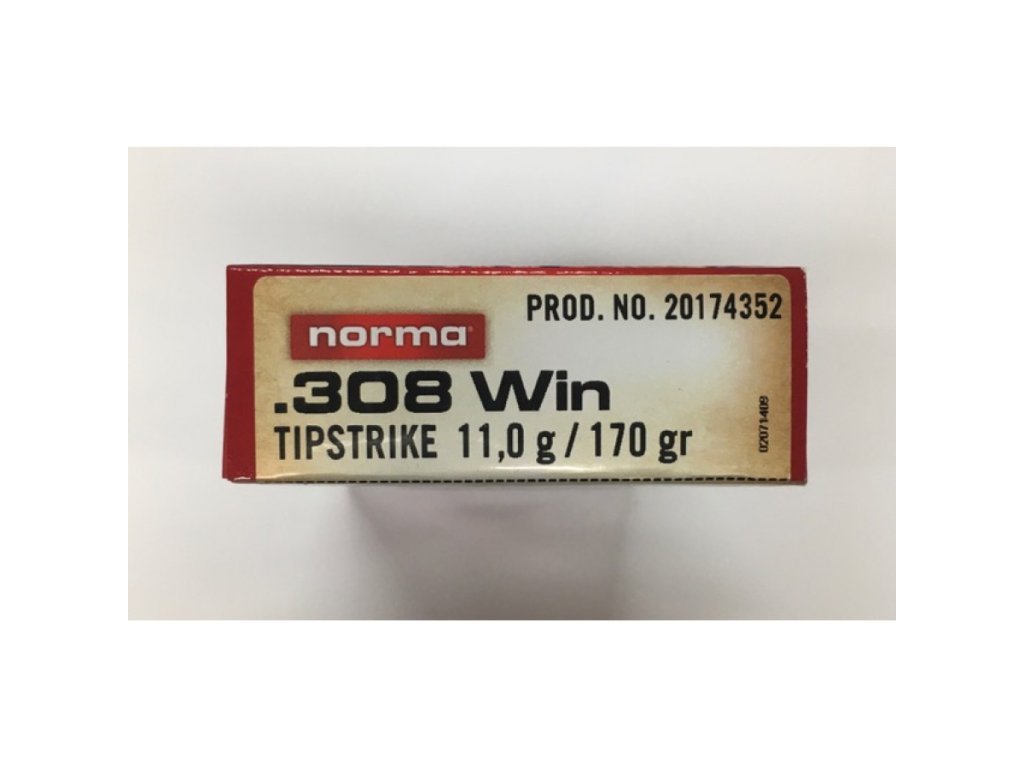 PROD. NO. 20174352
norma
.308 Win
TIPSTRIKE 11,0 g / 170 gr
02071409